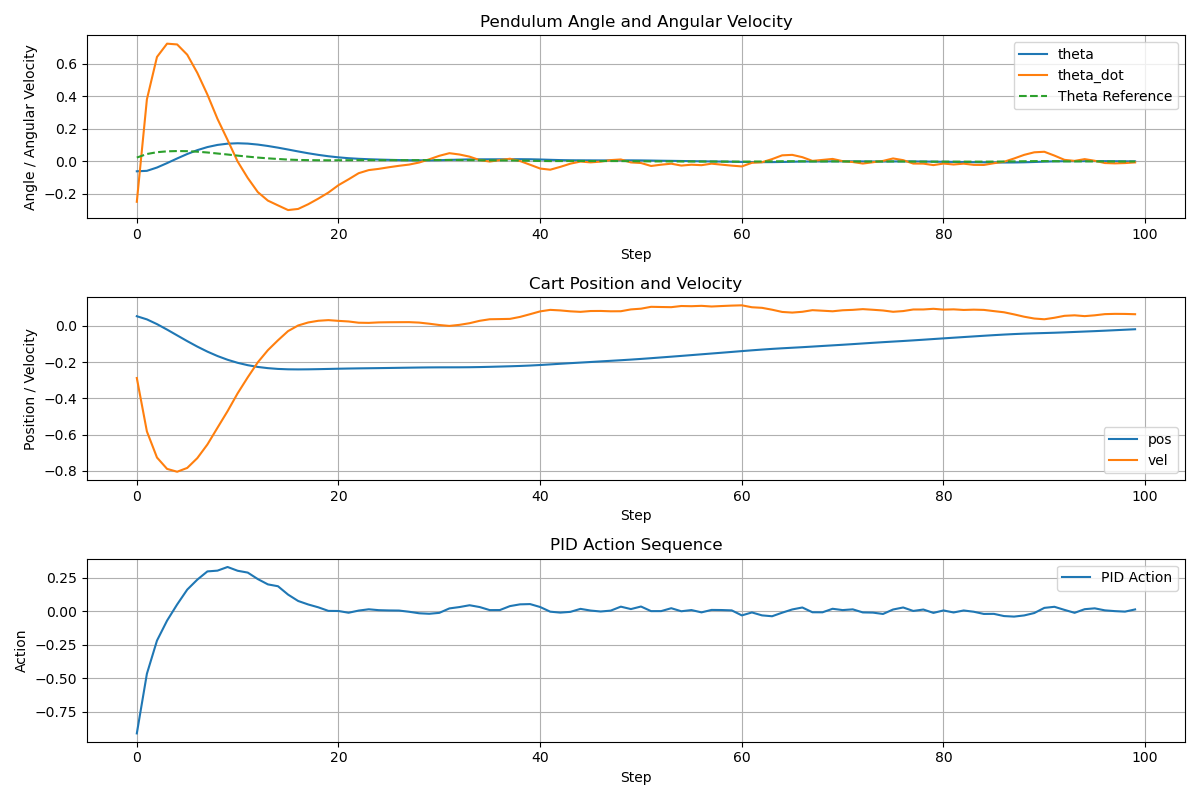 Pendulum Angle and Angular Velocity
Angle / Angular Velocity
0.6
0.4
0.2
0.0
−0.2
theta
theta_dot
Theta Reference
0 20 40 60 80 100
Step
Cart Position and Velocity
Position / Velocity
0.0
−0.2
−0.4
−0.6
−0.8
pos
vel
0 20 40 60 80 100
Step
PID Action Sequence
Action
0.25
0.00
−0.25
−0.50
−0.75
PID Action
0 20 40 60 80 100
Step